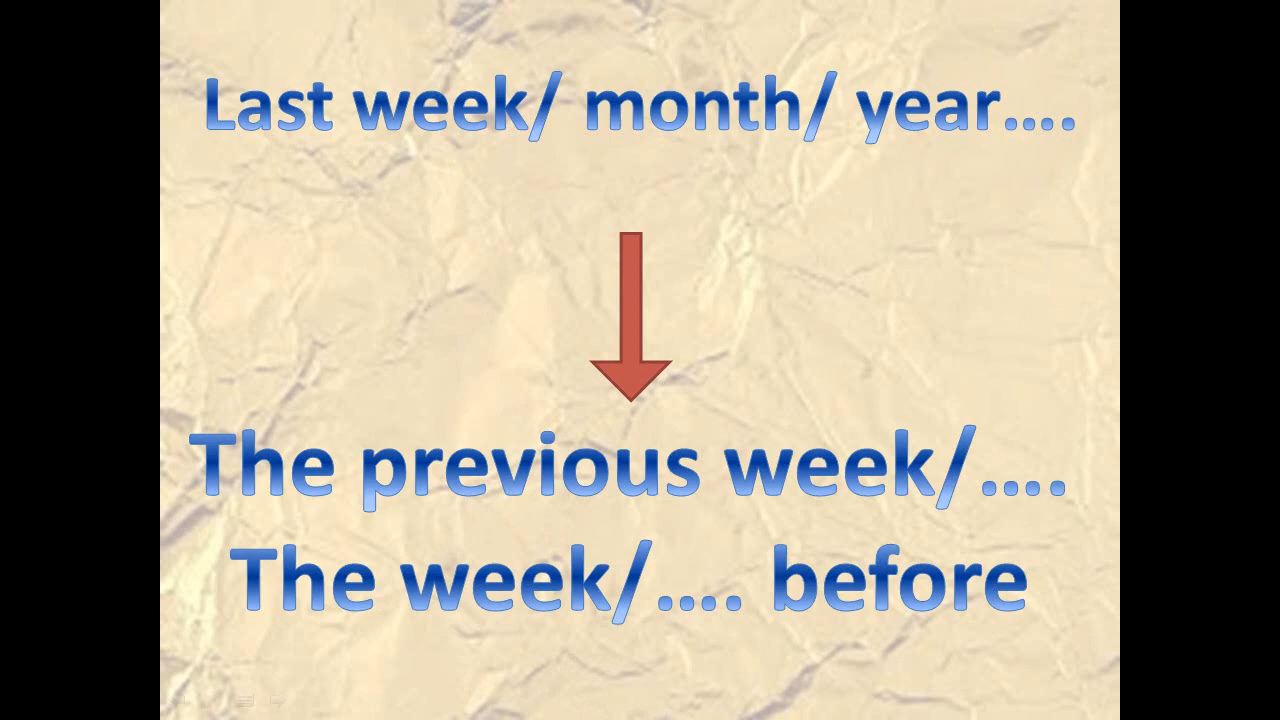 Last week/ month/ year....
The previous week/....
The week/.... before